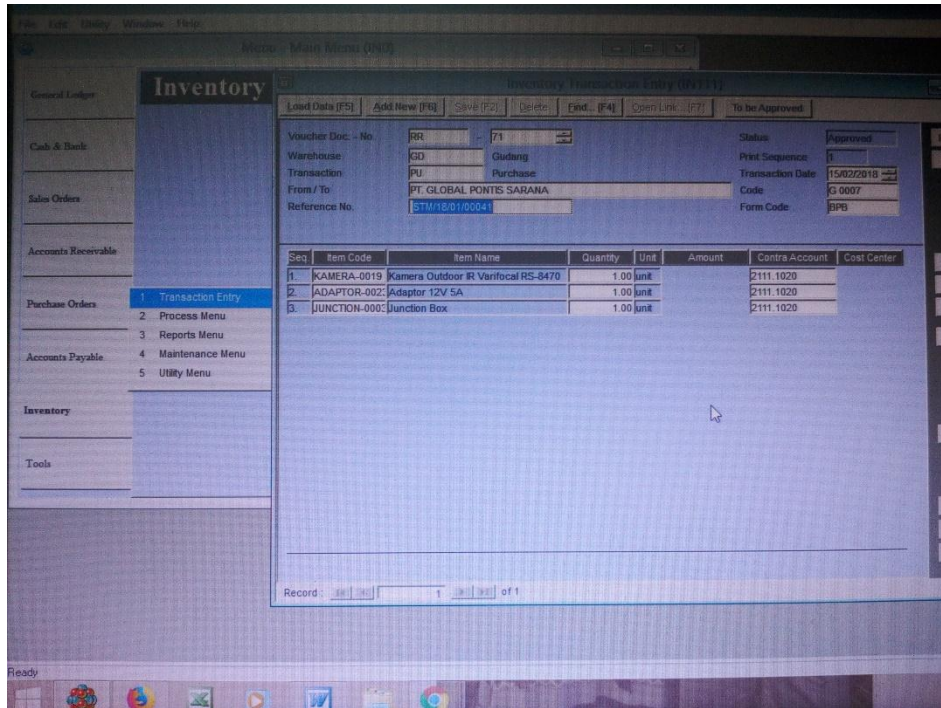 File Edit Utility Window Help
Menu - Main Menu (IN0)
Inventory
Inventory Transaction Entry (IN111)
General Ledger
Cash & Bank
Sales Orders
Accounts Receivable
Purchase Orders
Accounts Payable
Inventory
Tools
1 Transaction Entry
2 Process Menu
3 Reports Menu
4 Maintenance Menu
5 Utility Menu
Load Data [F5] Add New [F6] Save [F2] Delete Find... [F4] Open Link... [F7] To be Approved
Voucher Doc. - No. RR - 71 Status Approved
Warehouse GD Gudang Print Sequence 1
Transaction PU Purchase Transaction Date 15/02/2018
From / To PT. GLOBAL PONTIS SARANA Code G 0007
Reference No. STM/18/01/00041 Form Code BPB
Seq. Item Code Item Name Quantity Unit Amount Contra Account Cost Center
1. KAMERA-0019 Kamera Outdoor IR Varifocal RS-8470 1.00 unit 2111.1020
2. ADAPTOR-002 Adaptor 12V 5A 1.00 unit 2111.1020
3. JUNCTION-000 Junction Box 1.00 unit 2111.1020
Record: 1 of 1
Ready